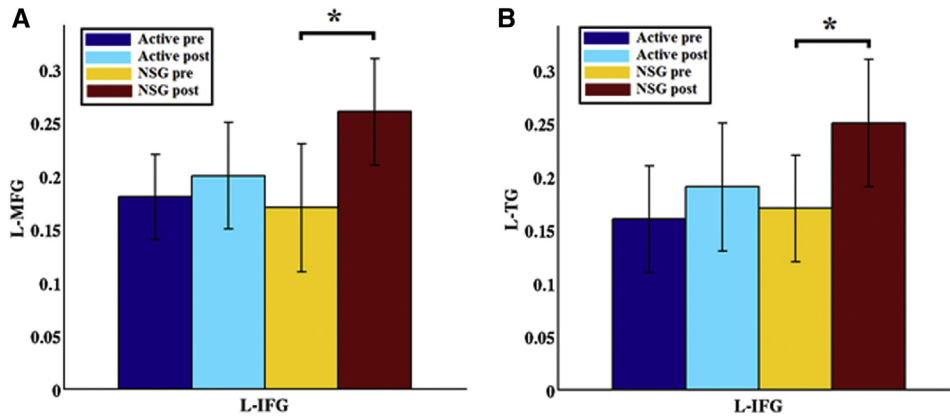 A
*
Active pre
Active post
NSG pre
NSG post
0.3
0.25
0.2
0.15
0.1
0.05
0
L-MFG
L-IFG
B
*
Active pre
Active post
NSG pre
NSG post
0.3
0.25
0.2
0.15
0.1
0.05
0
L-TG
L-IFG